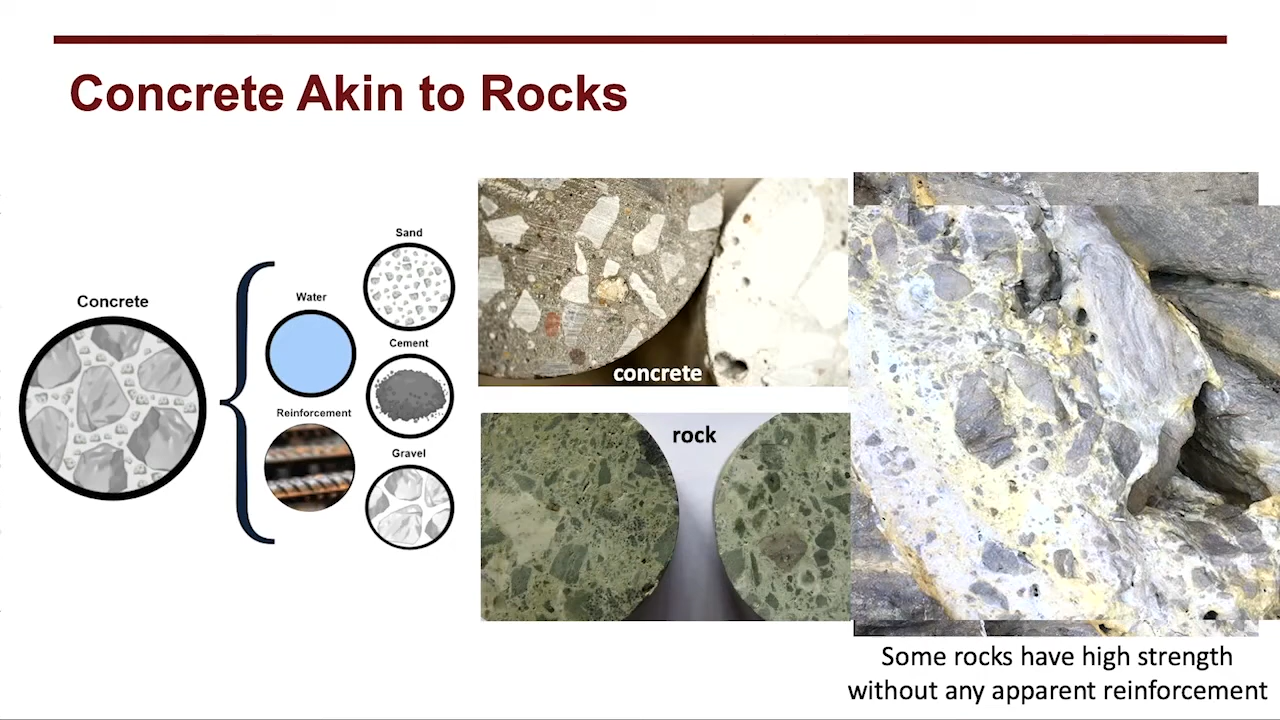 Concrete Akin to Rocks
Concrete
Water
Reinforcement
Sand
Cement
Gravel
concrete
rock
Some rocks have high strength
without any apparent reinforcement